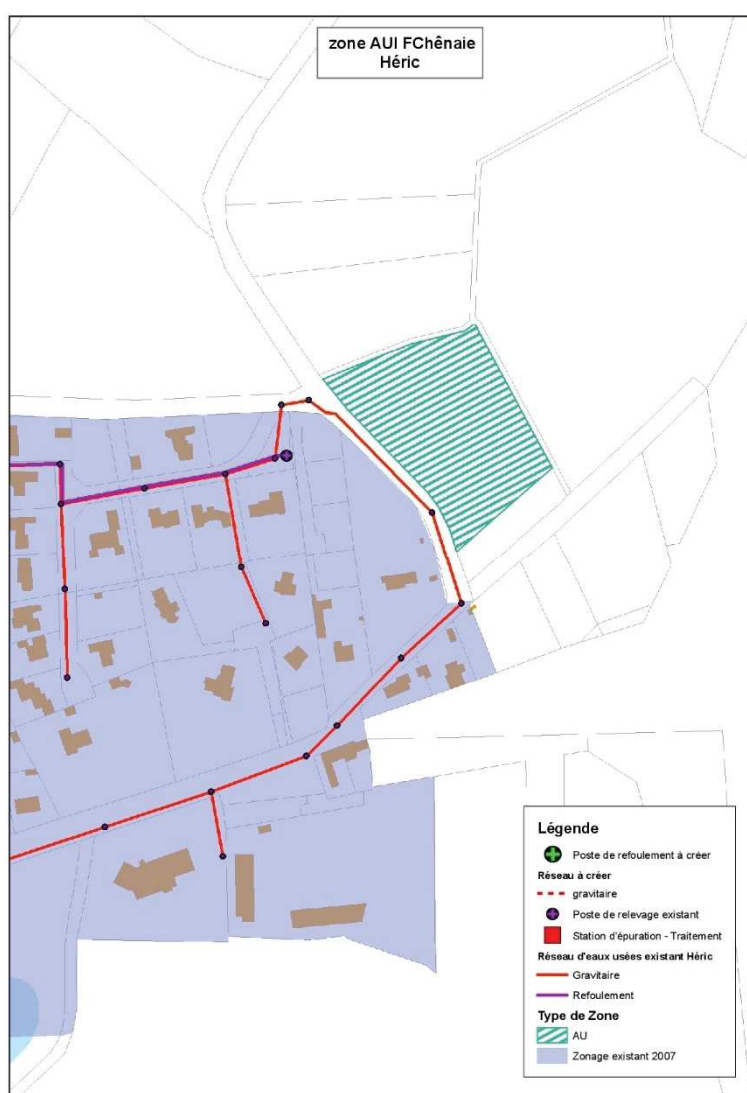 zone AUI FChênaie
Héric
Légende
Poste de refoulement à créer
Réseau à créer
gravitaire
Poste de relevage existant
Station d'épuration - Traitement
Réseau d'eaux usées existant Héric
Gravitaire
Refoulement
Type de Zone
AU
Zonage existant 2007